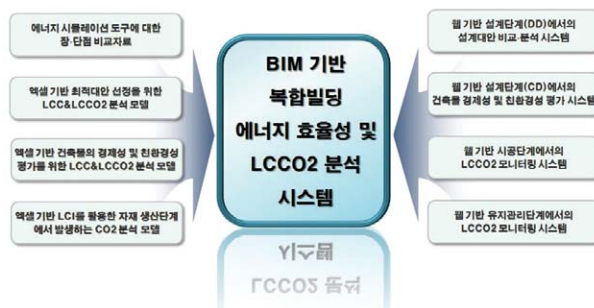 에너지 시뮬레이션 도구에 대한
장·단점 비교자료
엑셀 기반 최적대안 선정을 위한
LCC&LCCO2 분석 모델
엑셀 기반 건축물의 경제성 및 친환경성
평가를 위한 LCC&LCCO2 분석 모델
엑셀 기반 LCI를 활용한 자재 생산단계
에서 발생하는 CO2 분석 모델
BIM 기반
복합빌딩
에너지 효율성 및
LCCO2 분석
시스템
웹 기반 설계단계(DD)에서의
설계대안 비교·분석 시스템
웹 기반 설계단계(CD)에서의
건축물 경제성 및 친환경성 평가 시스템
웹 기반 시공단계에서의
LCCO2 모니터링 시스템
웹 기반 유지관리단계에서의
LCCO2 모니터링 시스템